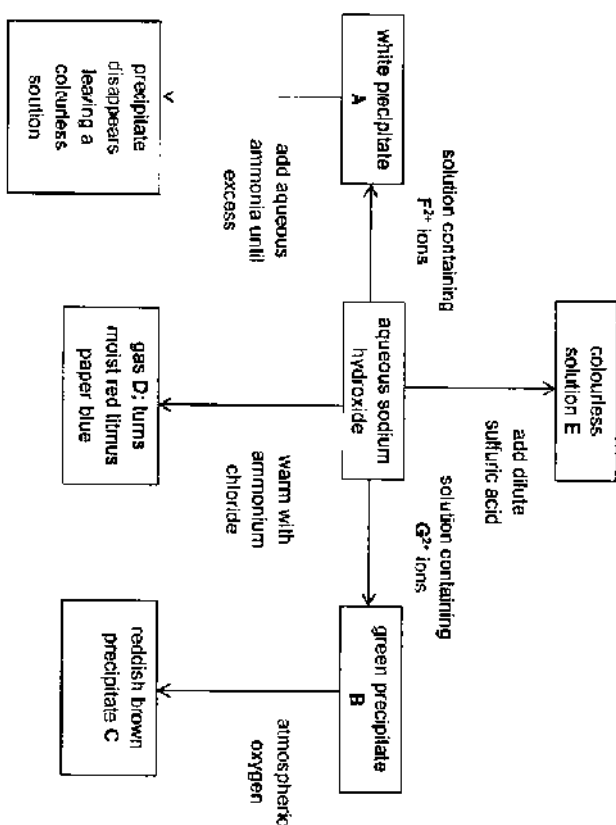 colourless
solution E
add dilute
sulfuric acid
solution containing
F²⁺ ions
solution containing
G²⁺ ions
white precipitate
A
aqueous sodium
hydroxide
green precipitate
B
add aqueous
ammonia until
excess
warm with
ammonium
chloride
atmospheric
oxygen
precipitate
disappears
leaving a
colourless
soution
gas D; turns
moist red litmus
paper blue
reddish brown
precipitate C